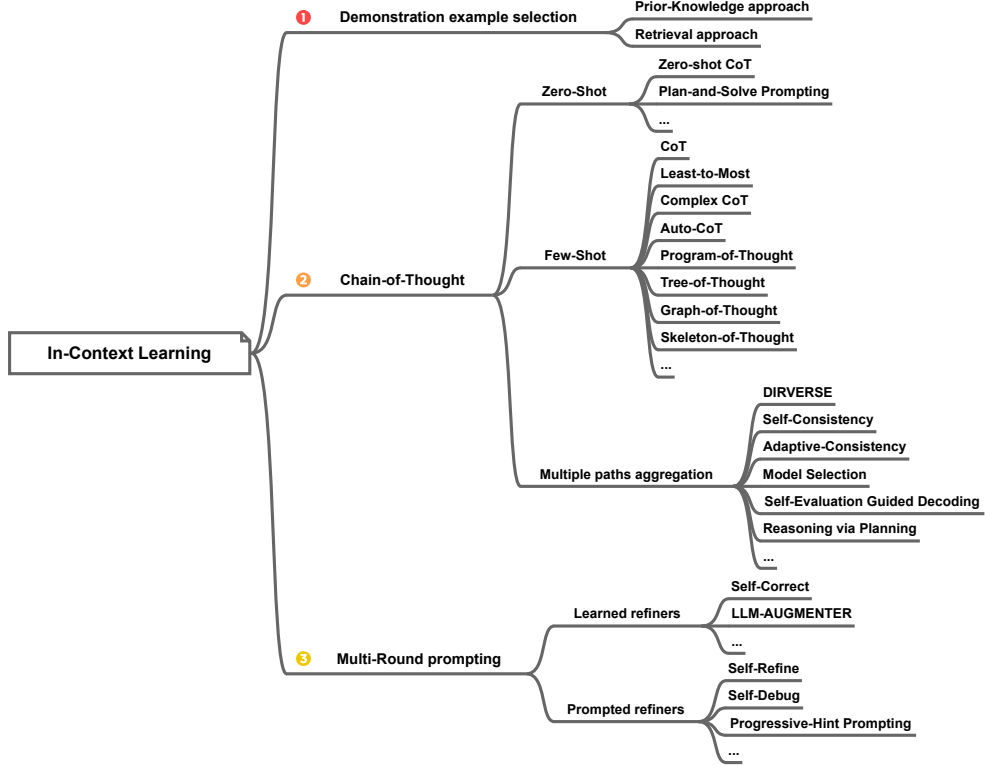 In-Context Learning
1 Demonstration example selection
Prior-Knowledge approach
Retrieval approach
2 Chain-of-Thought
Zero-Shot
Zero-shot CoT
Plan-and-Solve Prompting
...
Few-Shot
CoT
Least-to-Most
Complex CoT
Auto-CoT
Program-of-Thought
Tree-of-Thought
Graph-of-Thought
Skeleton-of-Thought
...
Multiple paths aggregation
DIRVERSE
Self-Consistency
Adaptive-Consistency
Model Selection
Self-Evaluation Guided Decoding
Reasoning via Planning
...
3 Multi-Round prompting
Learned refiners
Self-Correct
LLM-AUGMENTER
...
Prompted refiners
Self-Refine
Self-Debug
Progressive-Hint Prompting
...